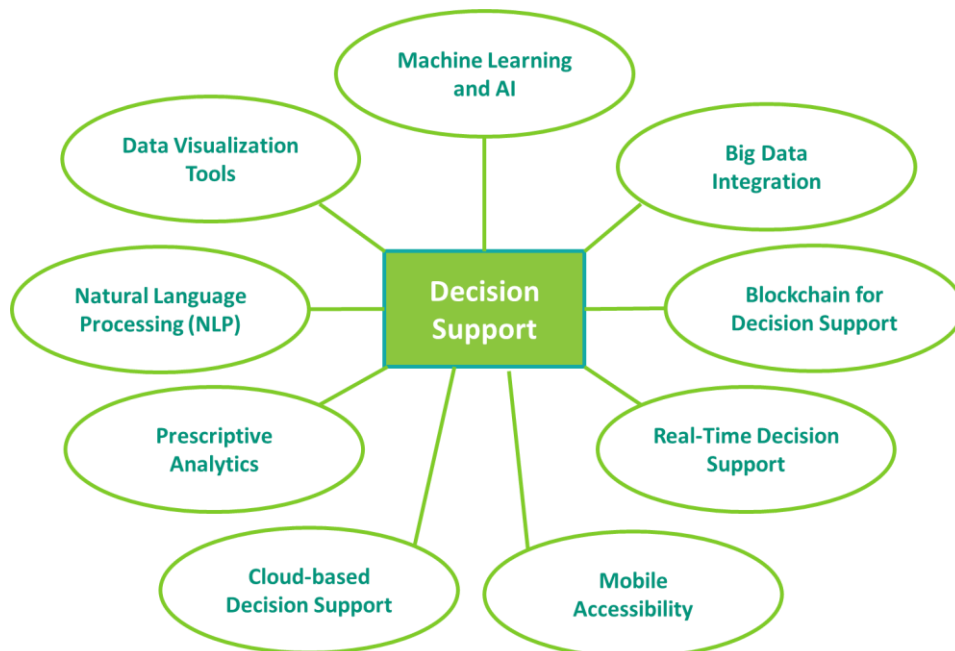 Machine Learning
and AI
Data Visualization
Tools
Big Data
Integration
Natural Language
Processing (NLP)
Decision
Support
Blockchain for
Decision Support
Prescriptive
Analytics
Real-Time Decision
Support
Cloud-based
Decision Support
Mobile
Accessibility